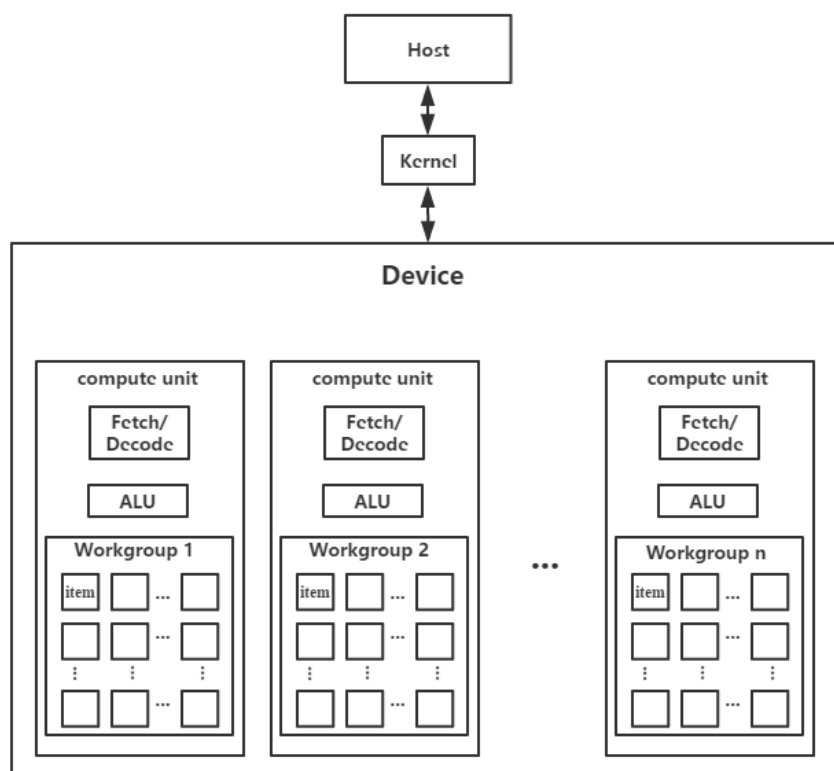 Host
Kernel
Device
compute unit
Fetch/
Decode
ALU
Workgroup 1
item
...
...
...
compute unit
Fetch/
Decode
ALU
Workgroup 2
item
...
...
...
...
compute unit
Fetch/
Decode
ALU
Workgroup n
item
...
...
...